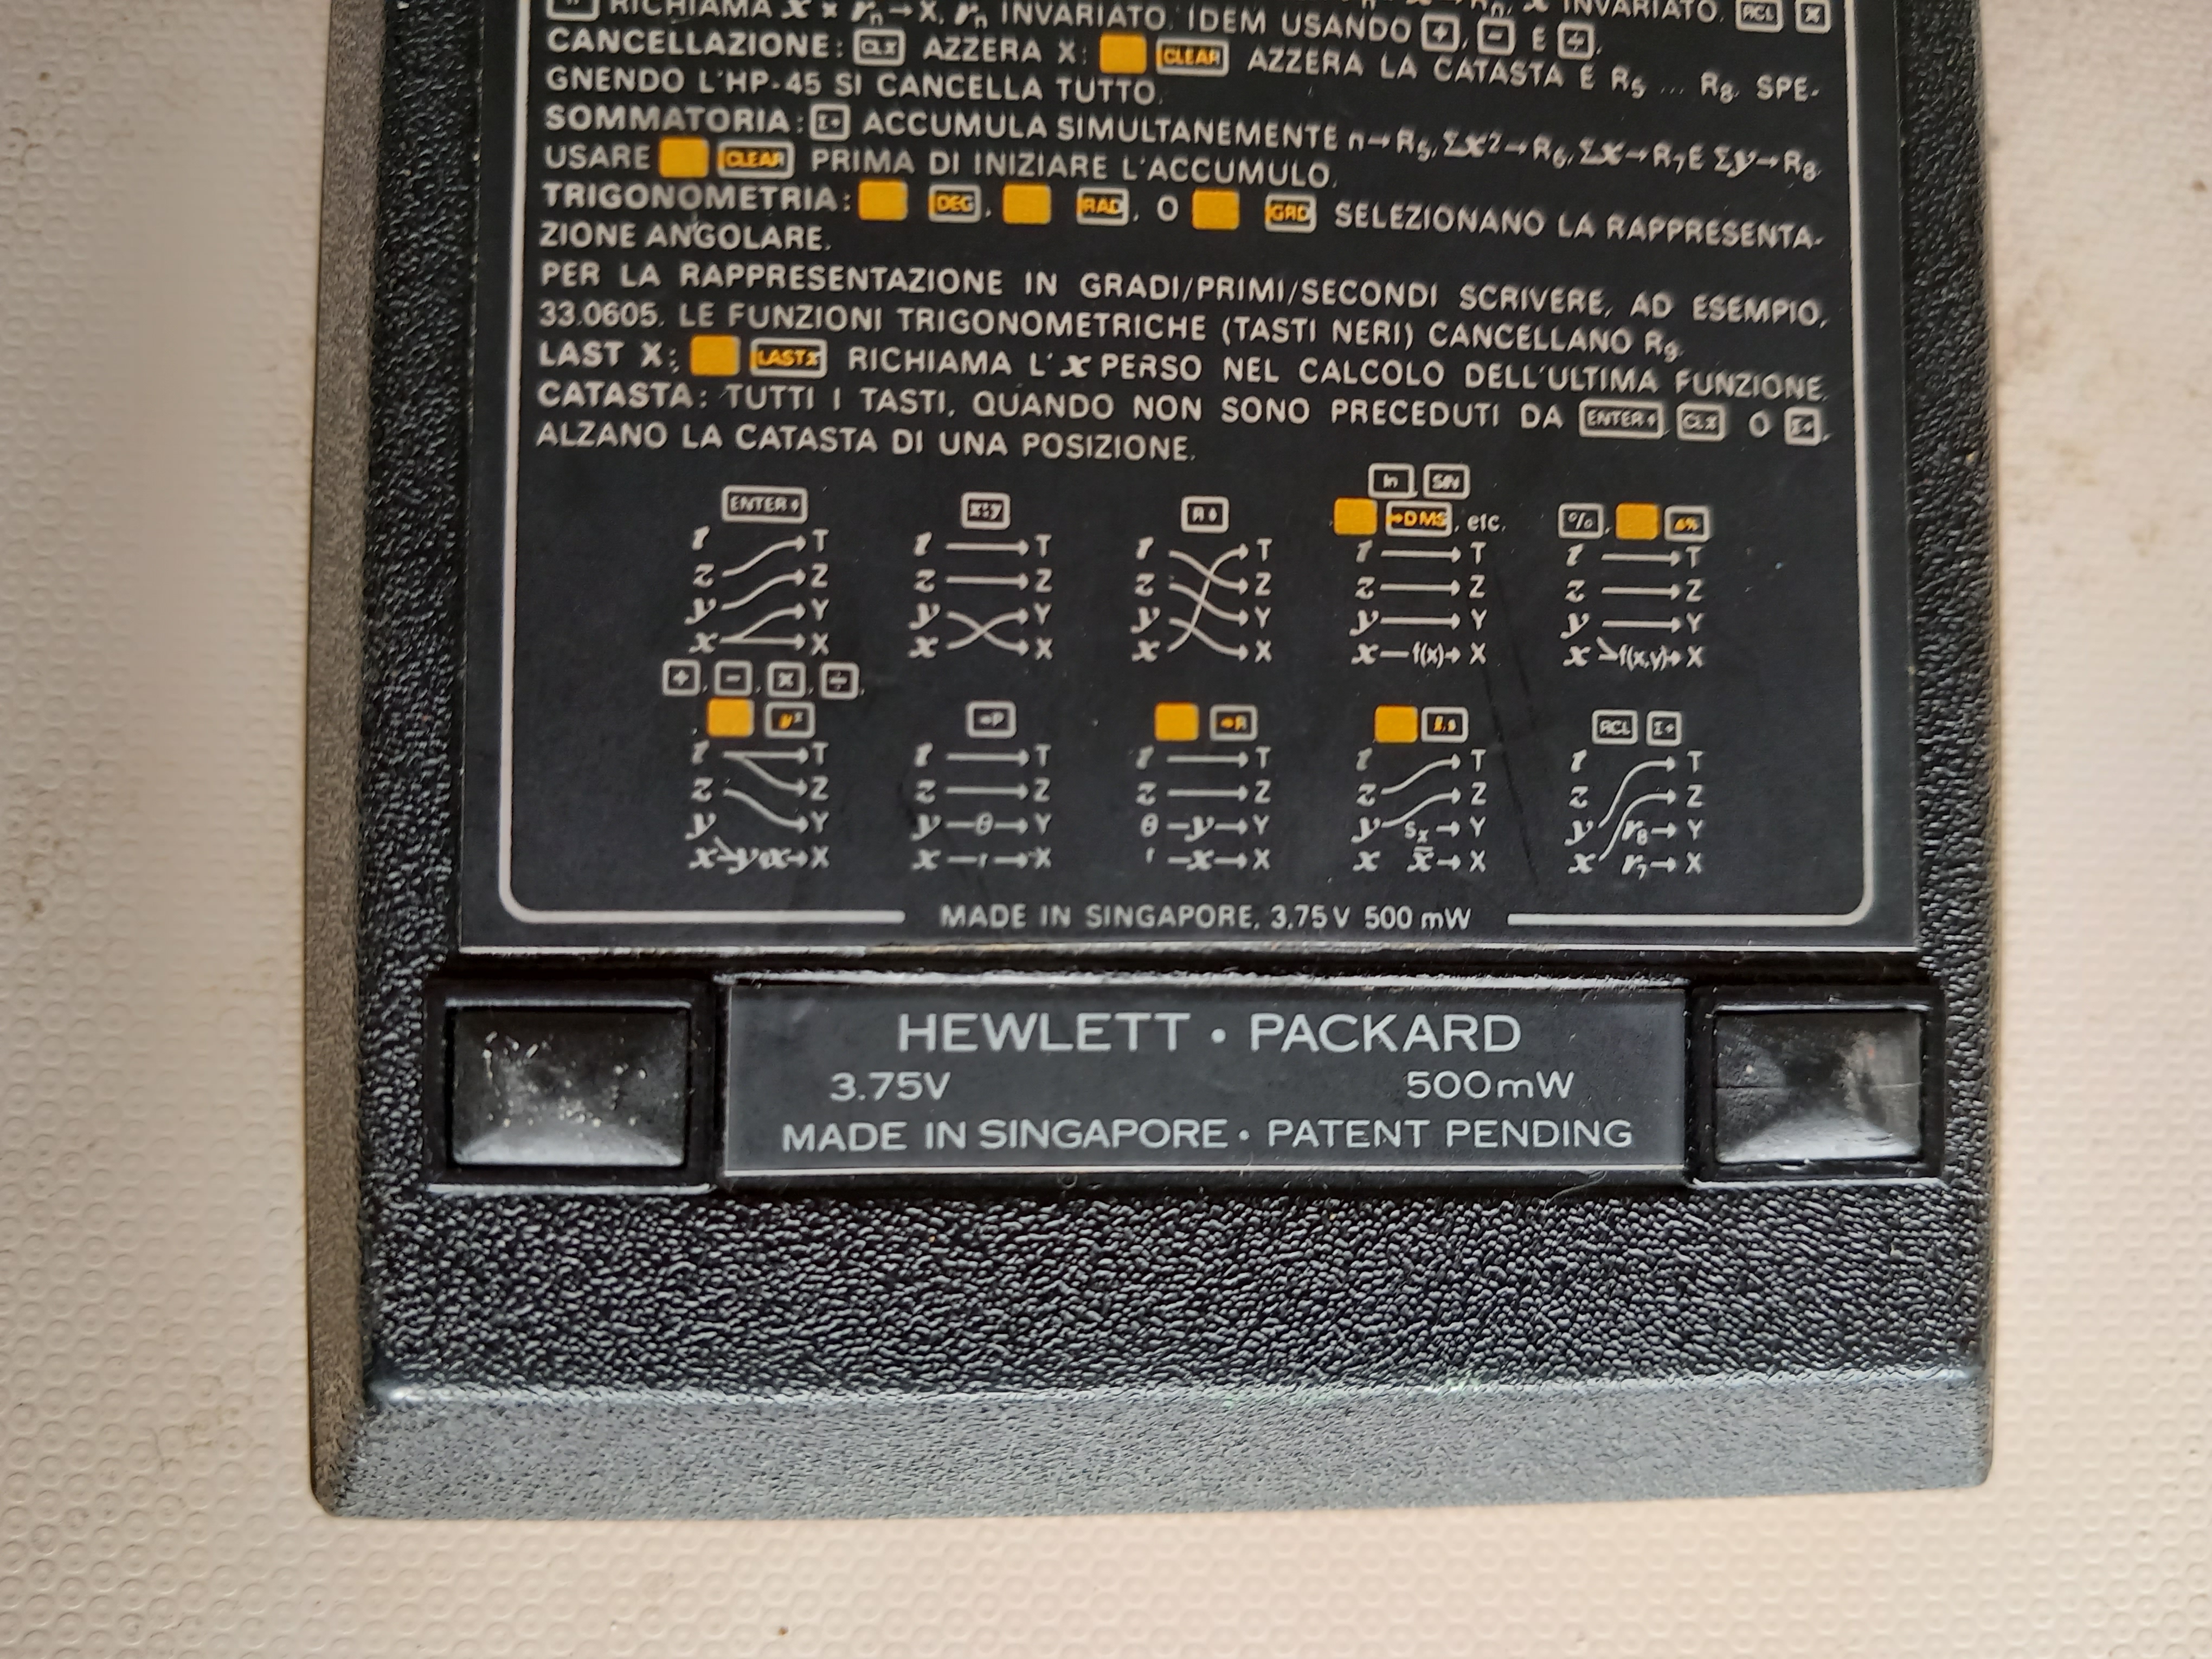 RICHIAMA x × rn→X, rn INVARIATO. IDEM USANDO +, − E ÷. INVARIATO. RCL ×
CANCELLAZIONE: CLX AZZERA X; CLEAR AZZERA LA CATASTA E R5 ... R8. SPE-
GNENDO L'HP-45 SI CANCELLA TUTTO.
SOMMATORIA: Σ+ ACCUMULA SIMULTANEMENTE n→R5, Σx²→R6, Σx→R7 E Σy→R8.
USARE CLEAR PRIMA DI INIZIARE L'ACCUMULO.
TRIGONOMETRIA: DEG, RAD, O GRD SELEZIONANO LA RAPPRESENTA-
ZIONE ANGOLARE.
PER LA RAPPRESENTAZIONE IN GRADI/PRIMI/SECONDI SCRIVERE, AD ESEMPIO,
33.0605. LE FUNZIONI TRIGONOMETRICHE (TASTI NERI) CANCELLANO R9.
LAST X: LASTX RICHIAMA L'x PERSO NEL CALCOLO DELL'ULTIMA FUNZIONE.
CATASTA: TUTTI I TASTI, QUANDO NON SONO PRECEDUTI DA ENTER↑, CLX O Σ+,
ALZANO LA CATASTA DI UNA POSIZIONE.
ln, SIN
ENTER↑ x⇄y R↓ →D.MS, etc. %, Δ%
t T t T t T t T t T
z Z z Z z Z z Z z Z
y Y y Y y Y y Y y Y
x X x X x X x f(x) X x f(x,y) X
+, −, ×, ÷,
yˣ →P →R x̄,s RCL Σ+
t T t T t T t T t T
z Z z Z z Z z Z z Z
y Y y θ Y θ y Y y sx Y y r8 Y
x X x r X r x X x x̄ X x r7 X
MADE IN SINGAPORE, 3.75V 500 mW
HEWLETT • PACKARD
3.75V 500mW
MADE IN SINGAPORE • PATENT PENDING